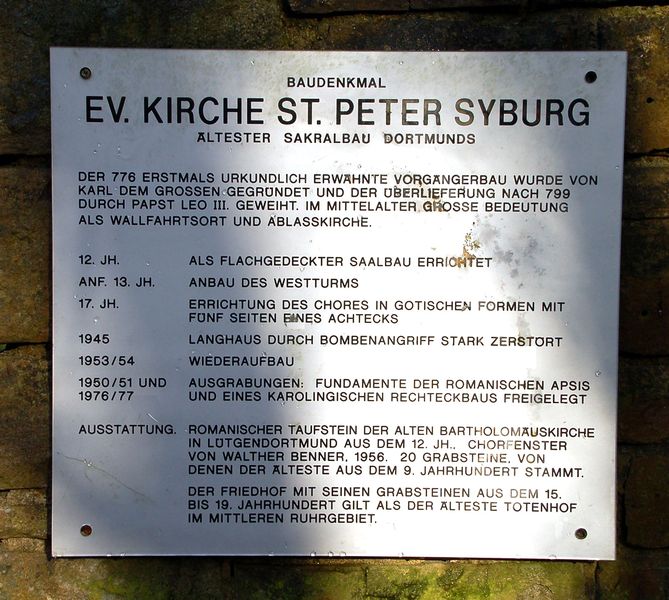 BAUDENKMAL
EV. KIRCHE ST. PETER SYBURG
ÄLTESTER SAKRALBAU DORTMUNDS
DER 776 ERSTMALS URKUNDLICH ERWÄHNTE VORGÄNGERBAU WURDE VON
KARL DEM GROSSEN GEGRÜNDET UND DER ÜBERLIEFERUNG NACH 799
DURCH PAPST LEO III. GEWEIHT. IM MITTELALTER GROSSE BEDEUTUNG
ALS WALLFAHRTSORT UND ABLASSKIRCHE.
12. JH. ALS FLACHGEDECKTER SAALBAU ERRICHTET
ANF. 13. JH. ANBAU DES WESTTURMS
17. JH. ERRICHTUNG DES CHORES IN GOTISCHEN FORMEN MIT
FÜNF SEITEN EINES ACHTECKS
1945 LANGHAUS DURCH BOMBENANGRIFF STARK ZERSTÖRT
1953/54 WIEDERAUFBAU
1950/51 UND AUSGRABUNGEN: FUNDAMENTE DER ROMANISCHEN APSIS
1976/77 UND EINES KAROLINGISCHEN RECHTECKBAUS FREIGELEGT
AUSSTATTUNG. ROMANISCHER TAUFSTEIN DER ALTEN BARTHOLOMÄUSKIRCHE
IN LÜTGENDORTMUND AUS DEM 12. JH., CHORFENSTER
VON WALTHER BENNER, 1956. 20 GRABSTEINE, VON
DENEN DER ÄLTESTE AUS DEM 9. JAHRHUNDERT STAMMT.
DER FRIEDHOF MIT SEINEN GRABSTEINEN AUS DEM 15.
BIS 19. JAHRHUNDERT GILT ALS DER ÄLTESTE TOTENHOF
IM MITTLEREN RUHRGEBIET.